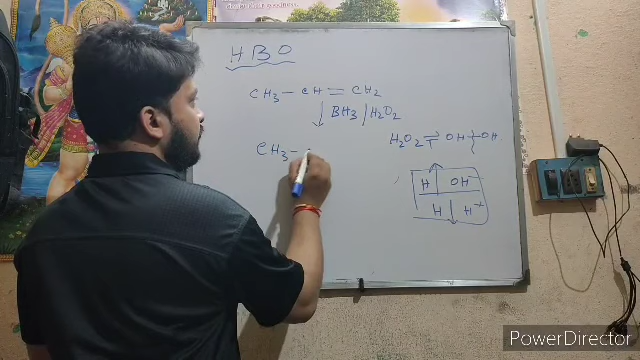 HBO
CH3 - CH = CH2
BH3 / H2O2
H2O2 ⇌ OH OH
CH3 -
H OH⁻
H H⁺
PowerDirector